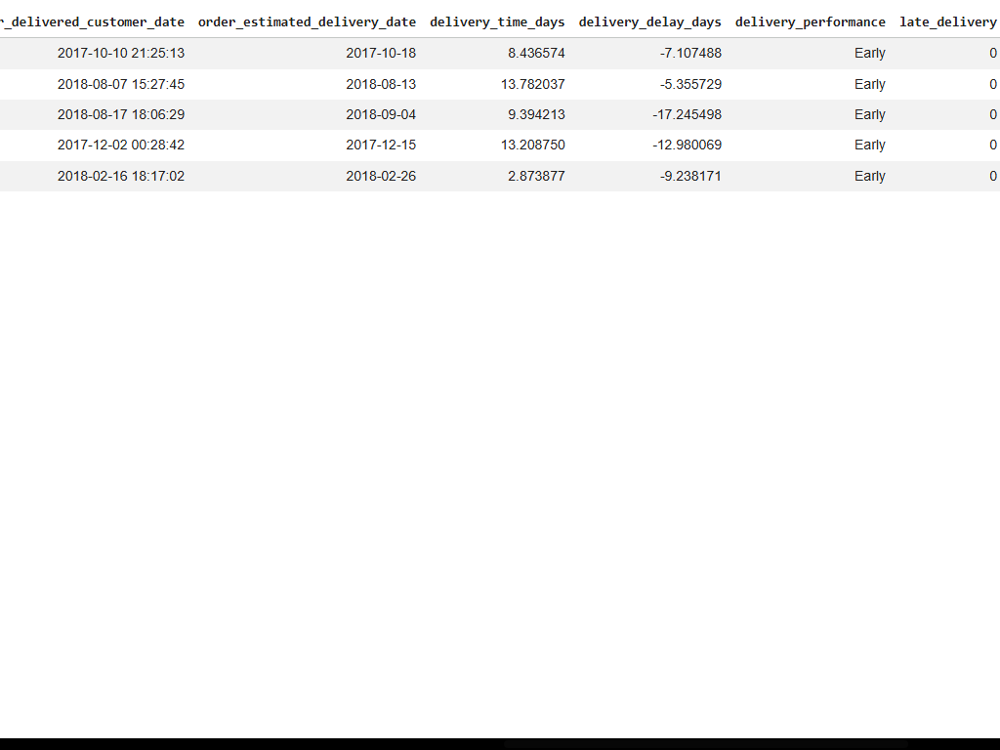 r_delivered_customer_date order_estimated_delivery_date delivery_time_days delivery_delay_days delivery_performance late_delivery
2017-10-10 21:25:13 2017-10-18 8.436574 -7.107488 Early 0
2018-08-07 15:27:45 2018-08-13 13.782037 -5.355729 Early 0
2018-08-17 18:06:29 2018-09-04 9.394213 -17.245498 Early 0
2017-12-02 00:28:42 2017-12-15 13.208750 -12.980069 Early 0
2018-02-16 18:17:02 2018-02-26 2.873877 -9.238171 Early 0